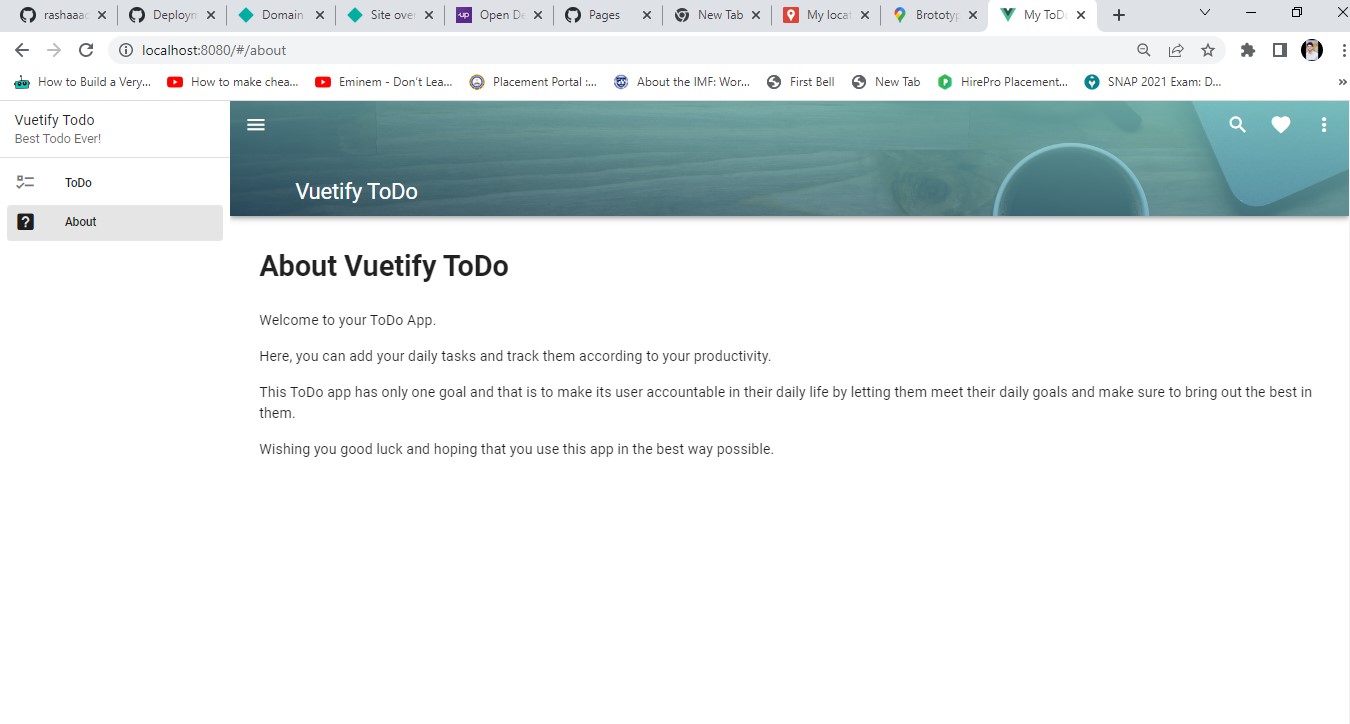 rashaaad
Deploym
Domain
Site over
Open De
Pages
New Tab
My locat
Brototyp
My ToDo
localhost:8080/#/about
How to Build a Very...
How to make chea...
Eminem - Don't Lea...
Placement Portal :...
About the IMF: Wor...
First Bell
New Tab
HirePro Placement...
SNAP 2021 Exam: D...
»
Vuetify Todo
Best Todo Ever!
ToDo
About
Vuetify ToDo
About Vuetify ToDo
Welcome to your ToDo App.
Here, you can add your daily tasks and track them according to your productivity.
This ToDo app has only one goal and that is to make its user accountable in their daily life by letting them meet their daily goals and make sure to bring out the best in
them.
Wishing you good luck and hoping that you use this app in the best way possible.